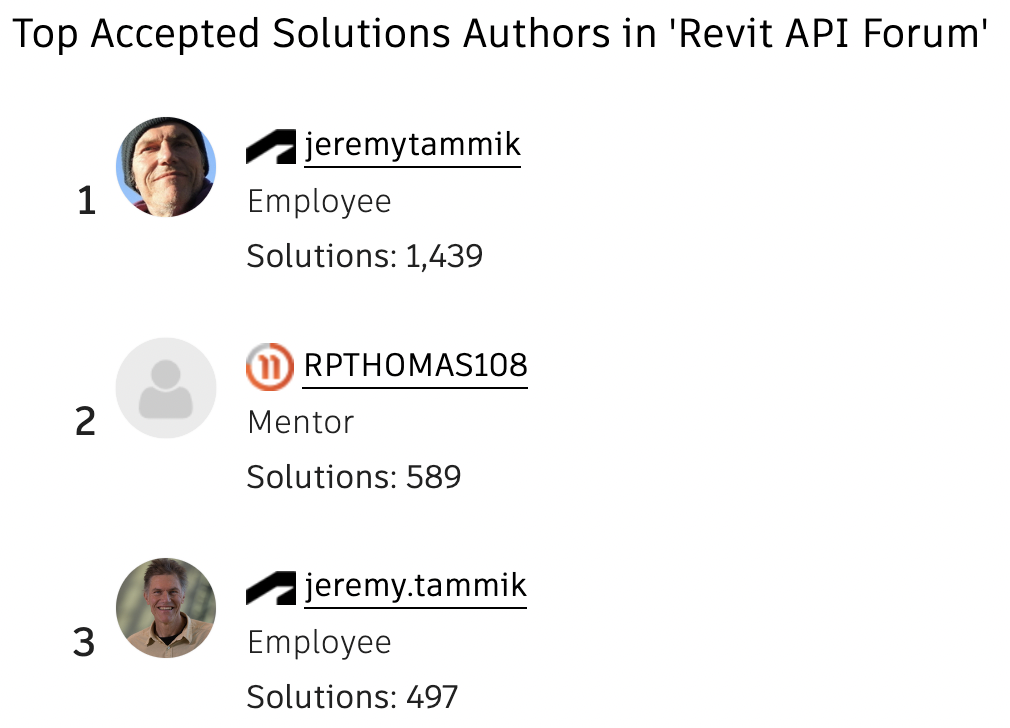 Top Accepted Solutions Authors in 'Revit API Forum'
1
jeremytammik
Employee
Solutions: 1,439
2
RPTHOMAS108
Mentor
Solutions: 589
3
jeremy.tammik
Employee
Solutions: 497